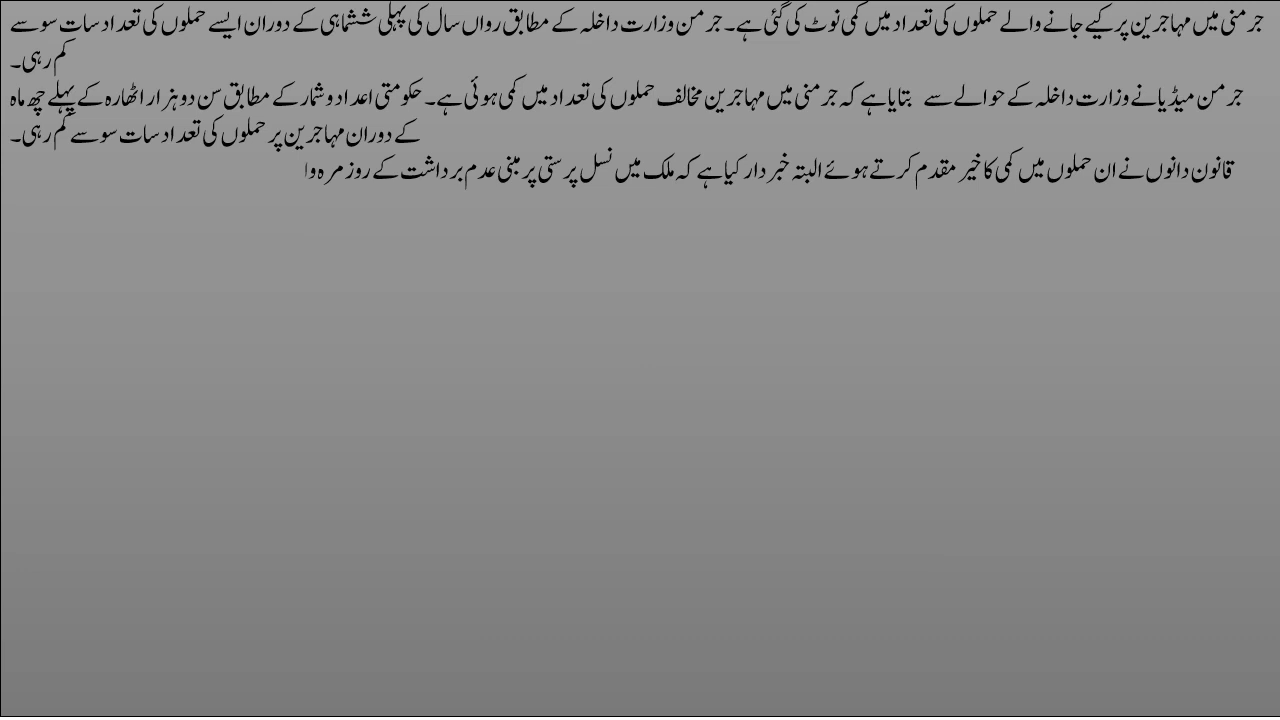 جرمنی میں مہاجرین پر کیے جانے والے حملوں کی تعداد میں کمی نوٹ کی گئی ہے۔ جرمن وزارت داخلہ کے مطابق رواں سال کی پہلی ششماہی کے دوران ایسے حملوں کی تعداد سات سو سے
کم رہی۔
جرمن میڈیا نے وزارت داخلہ کے حوالے سے بتایا ہے کہ جرمنی میں مہاجرین مخالف حملوں کی تعداد میں کمی ہوئی ہے۔ حکومتی اعداد و شمار کے مطابق سن دو ہزار اٹھارہ کے پہلے چھ ماہ
کے دوران مہاجرین پر حملوں کی تعداد سات سو سے کم رہی۔
قانون دانوں نے ان حملوں میں کمی کا خیر مقدم کرتے ہوئے البتہ خبردار کیا ہے کہ ملک میں نسل پرستی پر مبنی عدم برداشت کے روز مرہ وا